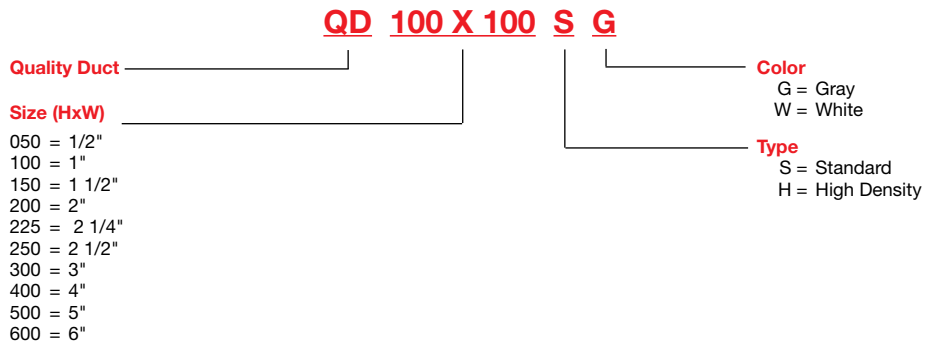 QD 100 X 100 S G
Quality Duct
Size (HxW)
050 = 1/2"
100 = 1"
150 = 1 1/2"
200 = 2"
225 = 2 1/4"
250 = 2 1/2"
300 = 3"
400 = 4"
500 = 5"
600 = 6"
Color
G = Gray
W = White
Type
S = Standard
H = High Density